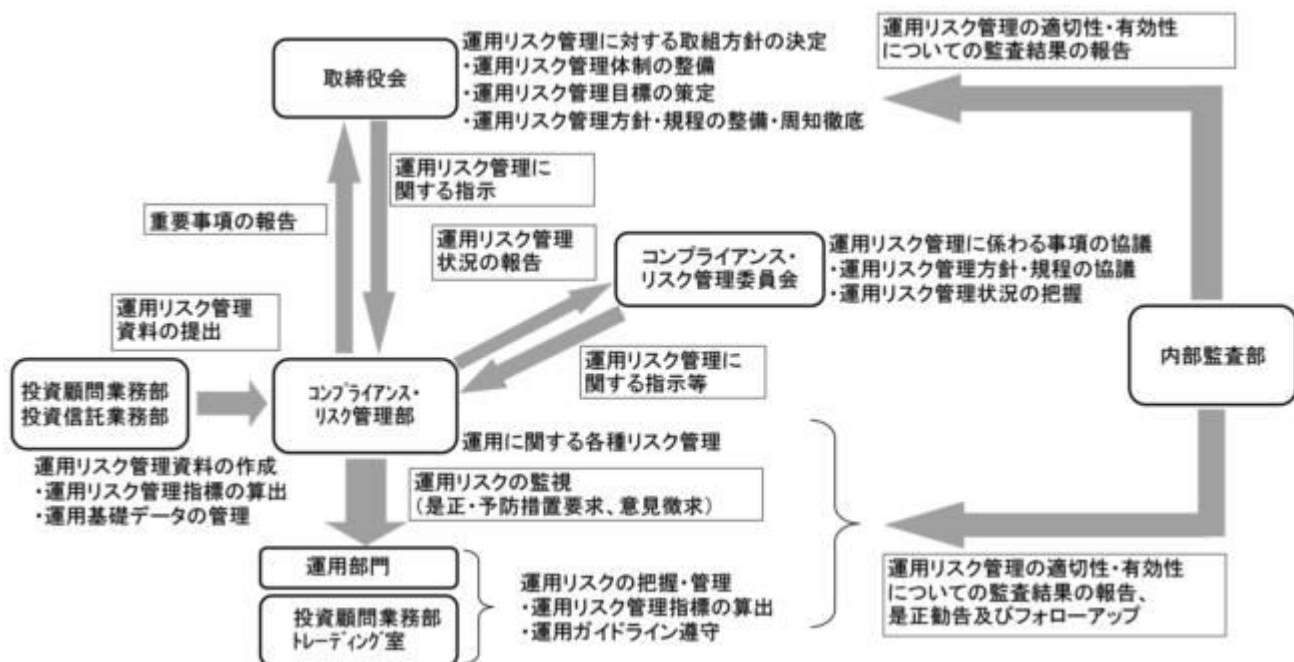 運用リスク管理に対する取組方針の決定
・運用リスク管理体制の整備
・運用リスク管理目標の策定
・運用リスク管理方針・規程の整備・周知徹底
取締役会
運用リスク管理の適切性・有効性
についての監査結果の報告
運用リスク管理に
関する指示
重要事項の報告
運用リスク管理
状況の報告
コンプライアンス・
リスク管理委員会
運用リスク管理に係わる事項の協議
・運用リスク管理方針・規程の協議
・運用リスク管理状況の把握
運用リスク管理
資料の提出
運用リスク管理に
関する指示等
内部監査部
投資顧問業務部
投資信託業務部
コンプライアンス・
リスク管理部
運用に関する各種リスク管理
運用リスク管理資料の作成
・運用リスク管理指標の算出
・運用基礎データの管理
運用リスクの監視
(是正・予防措置要求、意見徴求)
運用部門
投資顧問業務部
トレーディング室
運用リスクの把握・管理
・運用リスク管理指標の算出
・運用ガイドライン遵守
運用リスク管理の適切性・有効性
についての監査結果の報告、
是正勧告及びフォローアップ